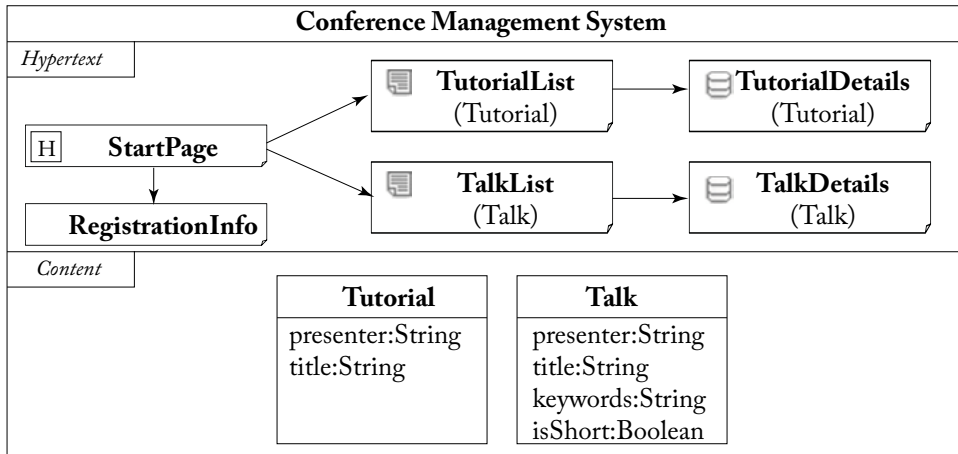 Conference Management System
Hypertext
TutorialList
(Tutorial)
TutorialDetails
(Tutorial)
H StartPage
TalkList
(Talk)
TalkDetails
(Talk)
RegistrationInfo
Content
Tutorial
presenter:String
title:String
Talk
presenter:String
title:String
keywords:String
isShort:Boolean